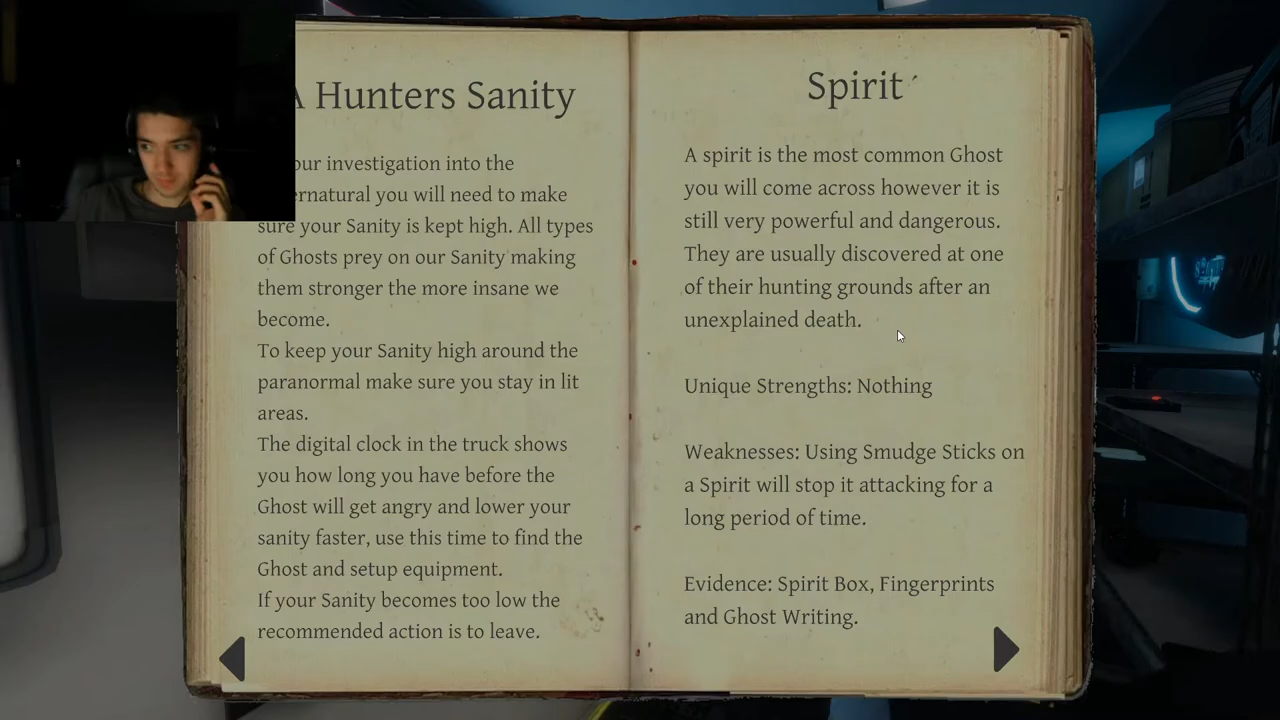 A Hunters Sanity
our investigation into the
ernatural you will need to make
sure your Sanity is kept high. All types
of Ghosts prey on our Sanity making
them stronger the more insane we
become.
To keep your Sanity high around the
paranormal make sure you stay in lit
areas.
The digital clock in the truck shows
you how long you have before the
Ghost will get angry and lower your
sanity faster, use this time to find the
Ghost and setup equipment.
If your Sanity becomes too low the
recommended action is to leave.
Spirit
A spirit is the most common Ghost
you will come across however it is
still very powerful and dangerous.
They are usually discovered at one
of their hunting grounds after an
unexplained death.
Unique Strengths: Nothing
Weaknesses: Using Smudge Sticks on
a Spirit will stop it attacking for a
long period of time.
Evidence: Spirit Box, Fingerprints
and Ghost Writing.